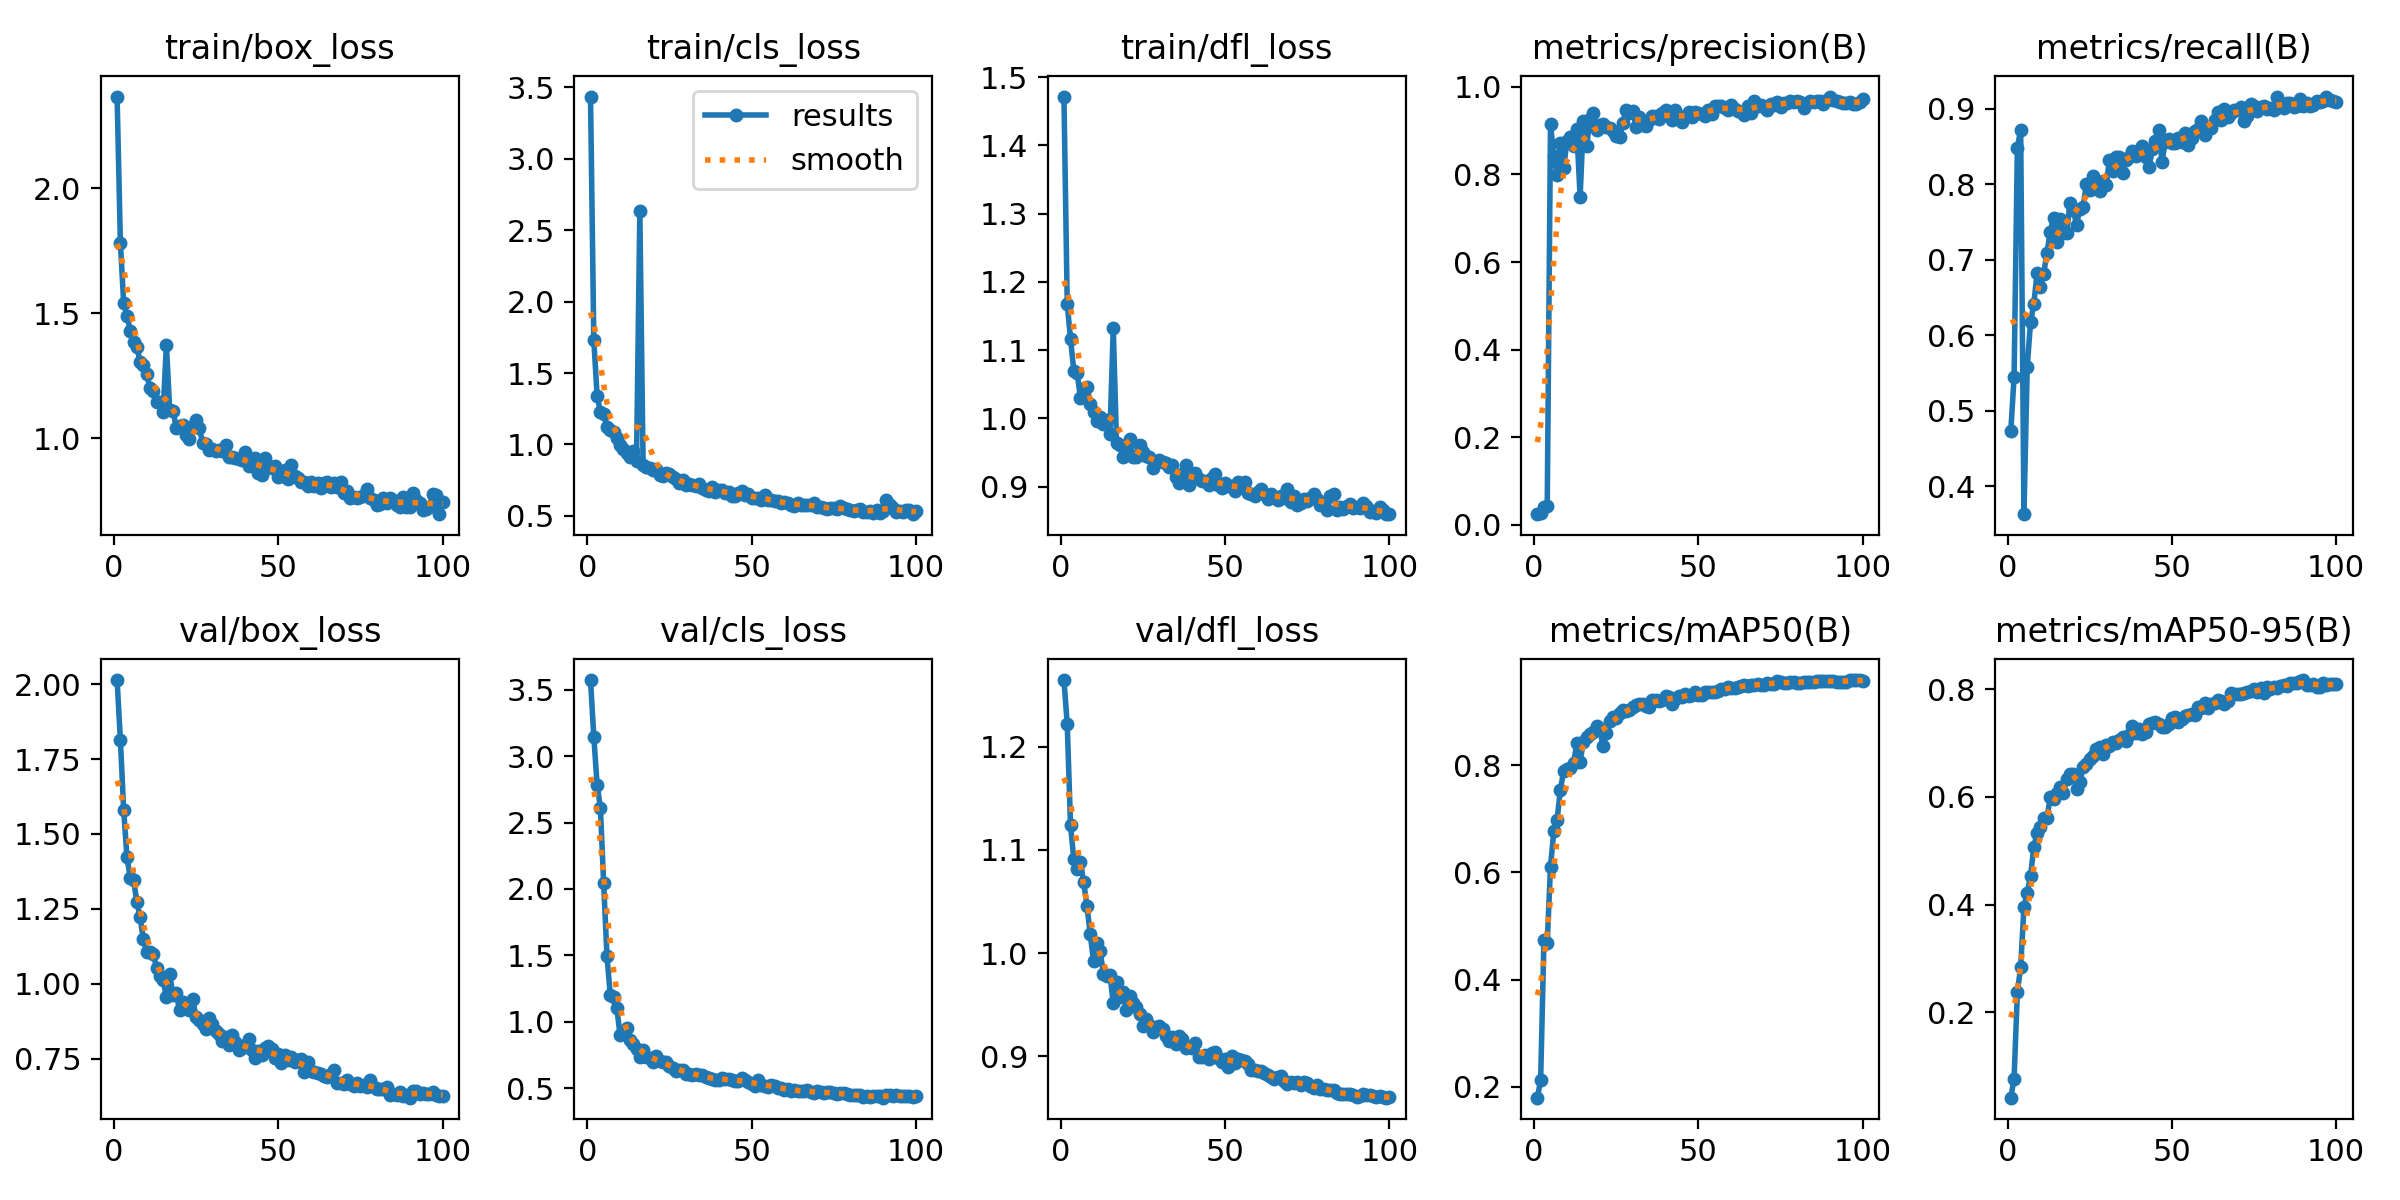 train/box_loss
2.0
1.5
1.0
0 50 100
train/cls_loss
results
smooth
3.5
3.0
2.5
2.0
1.5
1.0
0.5
0 50 100
train/dfl_loss
1.5
1.4
1.3
1.2
1.1
1.0
0.9
0 50 100
metrics/precision(B)
1.0
0.8
0.6
0.4
0.2
0.0
0 50 100
metrics/recall(B)
0.9
0.8
0.7
0.6
0.5
0.4
0 50 100
val/box_loss
2.00
1.75
1.50
1.25
1.00
0.75
0 50 100
val/cls_loss
3.5
3.0
2.5
2.0
1.5
1.0
0.5
0 50 100
val/dfl_loss
1.2
1.1
1.0
0.9
0 50 100
metrics/mAP50(B)
0.8
0.6
0.4
0.2
0 50 100
metrics/mAP50-95(B)
0.8
0.6
0.4
0.2
0 50 100